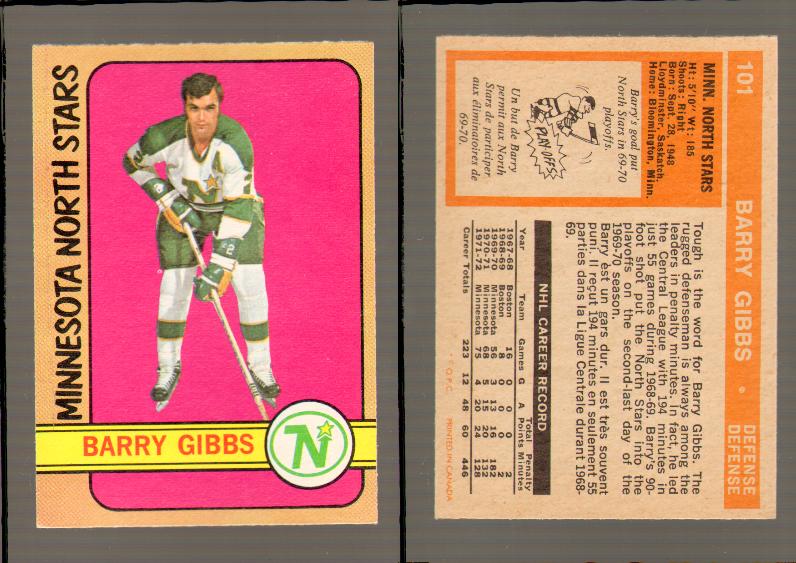 MINNESOTA NORTH STARS
BARRY GIBBS
N
101 BARRY GIBBS • DEFENSE
DEFENSE
MINN. NORTH STARS
Ht: 5'10" Wt: 185
Shoots: Right
Born: Sept. 28, 1948
Lloydminster, Saskatch.
Home: Bloomington, Minn.
Barry's goal put
North Stars in 69-70
playoffs.
PLAYOFFS
Un but de Barry
permit aux North
Stars de participer
aux éliminatoires de
69-70.
Tough is the word for Barry Gibbs. The
rugged defenseman is always among the
leaders in penalty minutes. In fact, he led
the Central League with 194 minutes in
just 55 games during 1968-69. Barry's 90-
foot shot put the North Stars into the
playoffs on the second-last day of the
1969-70 season.
Barry est un gars dur. Il est très souvent
puni. Il reçut 194 minutes en seulement 55
parties dans la Ligue Centrale durant 1968-
69.
NHL CAREER RECORD
Total Penalty
Year Team Games G A Points Minutes
1967-68 Boston 16 0 0 0 2
1968-69 Boston 8 0 0 0 2
1969-70 Minnesota 56 3 13 16 182
1970-71 Minnesota 68 5 15 20 132
1971-72 Minnesota 75 4 20 24 128
Career Totals 223 12 48 60 446
* O.P.C. PRINTED IN CANADA